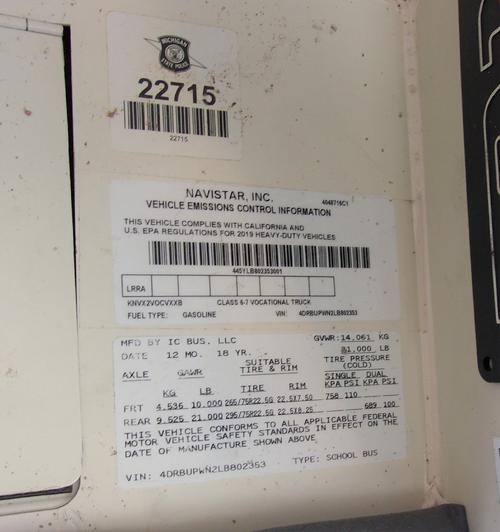 MICHIGAN
STATE POLICE
22715
22715
NAVISTAR, INC. 4048716C1
VEHICLE EMISSIONS CONTROL INFORMATION
THIS VEHICLE COMPLIES WITH CALIFORNIA AND
U.S. EPA REGULATIONS FOR 2019 HEAVY-DUTY VEHICLES
445YLB802353001
LRRA
KNVX2VOCVXXB CLASS 6-7 VOCATIONAL TRUCK
FUEL TYPE: GASOLINE VIN: 4DRBUPWN2LB802353
MFD BY IC BUS, LLC GVWR: 14,061 KG
DATE 12 MO. 18 YR. 31,000 LB
AXLE GAWR SUITABLE TIRE & RIM TIRE PRESSURE (COLD)
KG LB TIRE RIM SINGLE DUAL
KPA PSI KPA PSI
FRT 4,536 10,000 265/75R22.5G 22.5X7.50 758 110
REAR 9,525 21,000 295/75R22.5G 22.5X8.25 689 100
THIS VEHICLE CONFORMS TO ALL APPLICABLE FEDERAL
MOTOR VEHICLE SAFETY STANDARDS IN EFFECT ON THE
DATE OF MANUFACTURE SHOWN ABOVE
VIN: 4DRBUPWN2LB802353 TYPE: SCHOOL BUS